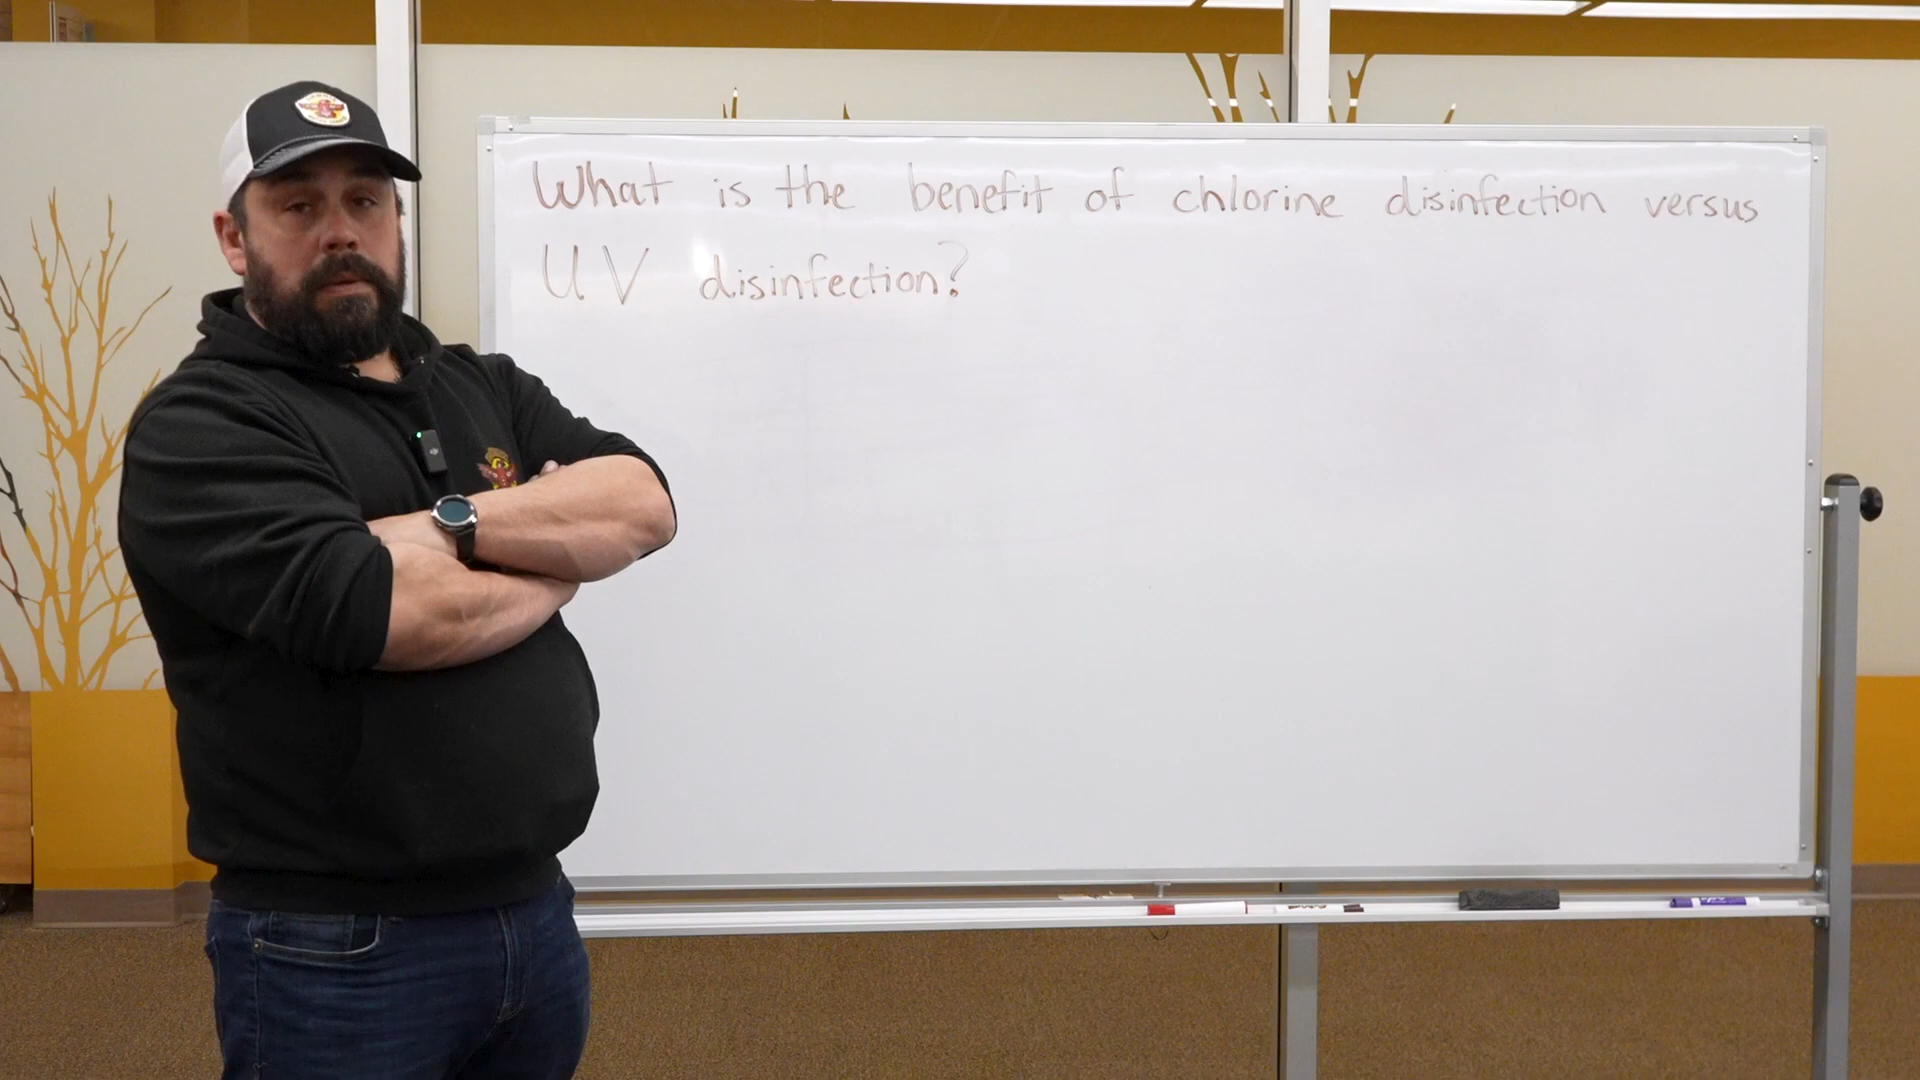 What is the benefit of chlorine disinfection versus
UV disinfection?